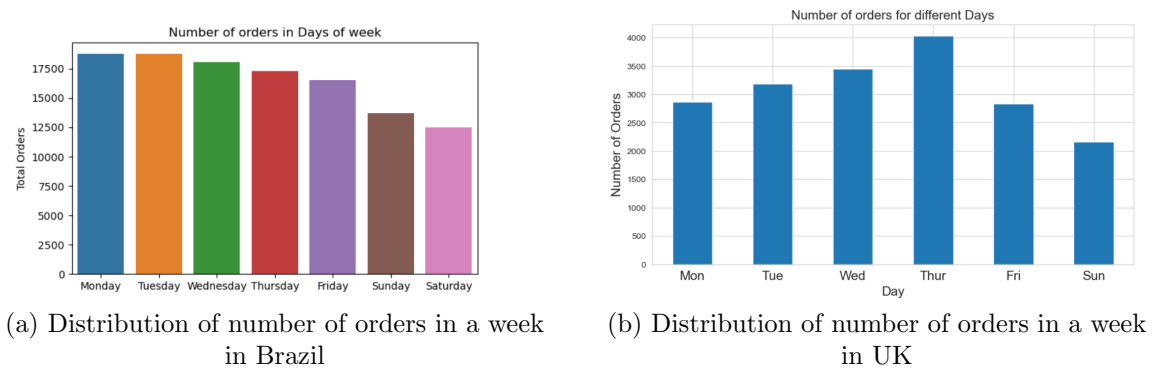 Number of orders in Days of week
Total Orders
17500
15000
12500
10000
7500
5000
2500
0
Monday Tuesday Wednesday Thursday Friday Sunday Saturday
(a) Distribution of number of orders in a week
in Brazil
Number of orders for different Days
Number of Orders
4000
3500
3000
2500
2000
1500
1000
500
0
Mon Tue Wed Thur Fri Sun
Day
(b) Distribution of number of orders in a week
in UK